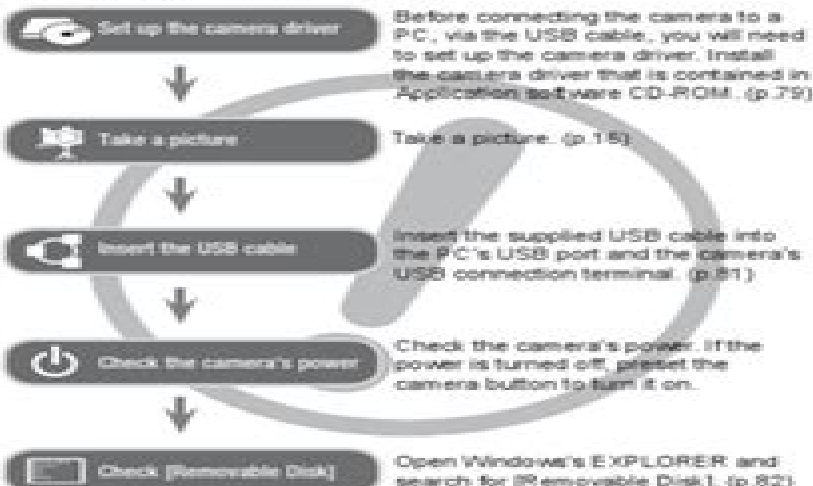 Set up the camera driver
Before connecting the camera to a
PC, via the USB cable, you will need
to set up the camera driver. Install
the camera driver that is contained in
Application software CD-ROM. (p.79)
Take a picture
Take a picture. (p.15)
Insert the USB cable
Insert the supplied USB cable into
the PC's USB port and the camera's
USB connection terminal. (p.81)
Check the camera's power
Check the camera's power. If the
power is turned off, preset the
camera button to turn it on.
Check [Removable Disk]
Open Windows's EXPLORER and
search for [Removable Disk]. (p.82)